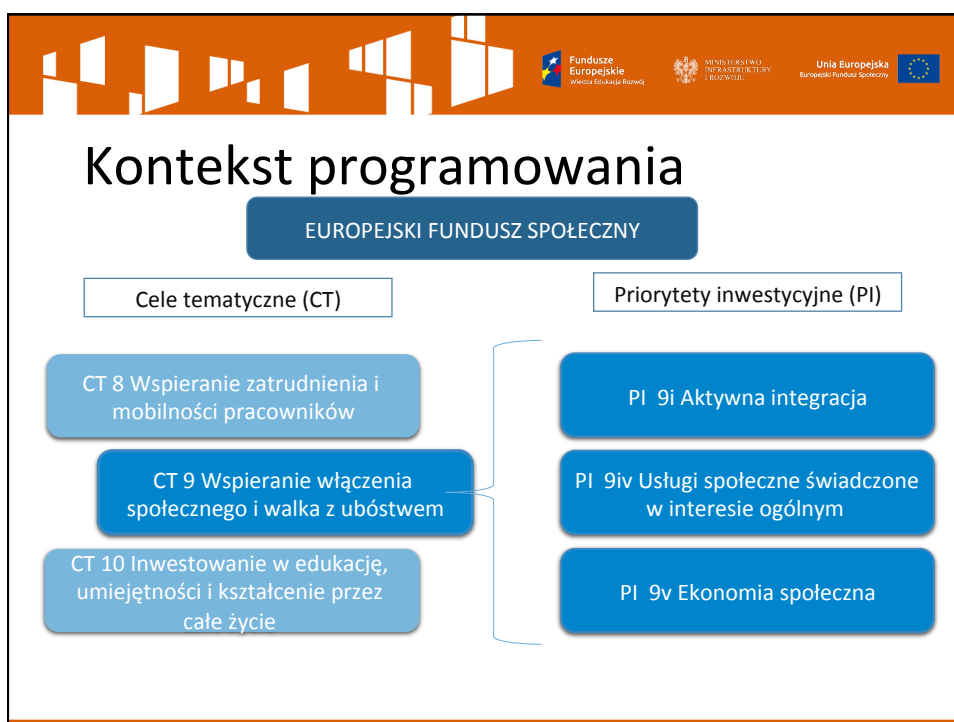 Fundusze
Europejskie
Wiedza Edukacja Rozwój
MINISTERSTWO
INFRASTRUKTURY
I ROZWOJU
Unia Europejska
Europejski Fundusz Społeczny
Kontekst programowania
EUROPEJSKI FUNDUSZ SPOŁECZNY
Cele tematyczne (CT)
Priorytety inwestycyjne (PI)
CT 8 Wspieranie zatrudnienia i
mobilności pracowników
CT 9 Wspieranie włączenia
społecznego i walka z ubóstwem
CT 10 Inwestowanie w edukację,
umiejętności i kształcenie przez
całe życie
PI 9i Aktywna integracja
PI 9iv Usługi społeczne świadczone
w interesie ogólnym
PI 9v Ekonomia społeczna